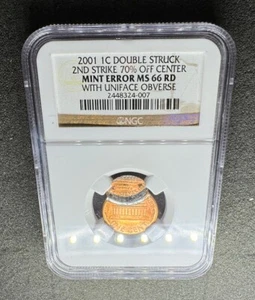 2001 1C DOUBLE STRUCK
2ND STRIKE 70% OFF CENTER
MINT ERROR MS 66 RD
WITH UNIFACE OBVERSE
2448324-007
NGC